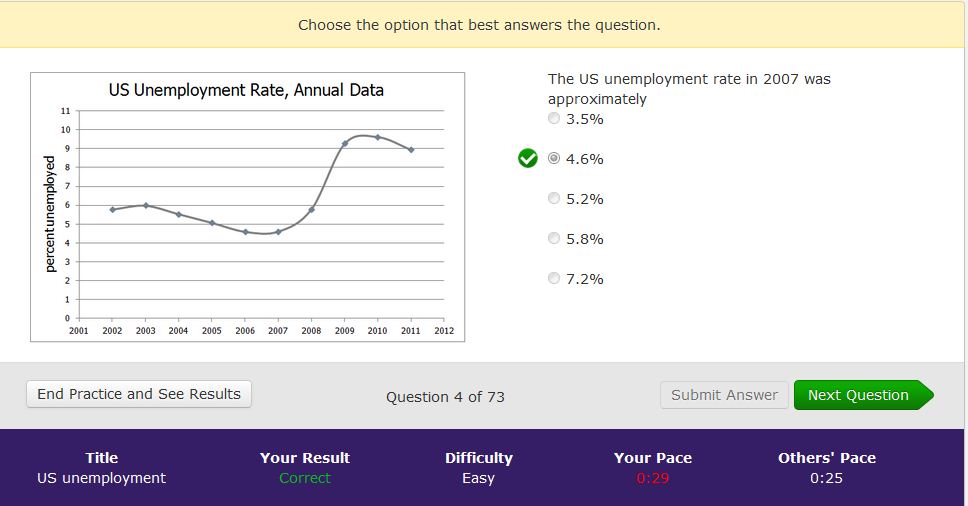 Choose the option that best answers the question.
US Unemployment Rate, Annual Data
percentunemployed
11
10
9
8
7
6
5
4
3
2
1
0
2001 2002 2003 2004 2005 2006 2007 2008 2009 2010 2011 2012
The US unemployment rate in 2007 was
approximately
3.5%
4.6%
5.2%
5.8%
7.2%
End Practice and See Results
Question 4 of 73
Submit Answer
Next Question
Title Your Result Difficulty Your Pace Others' Pace
US unemployment Correct Easy 0:29 0:25